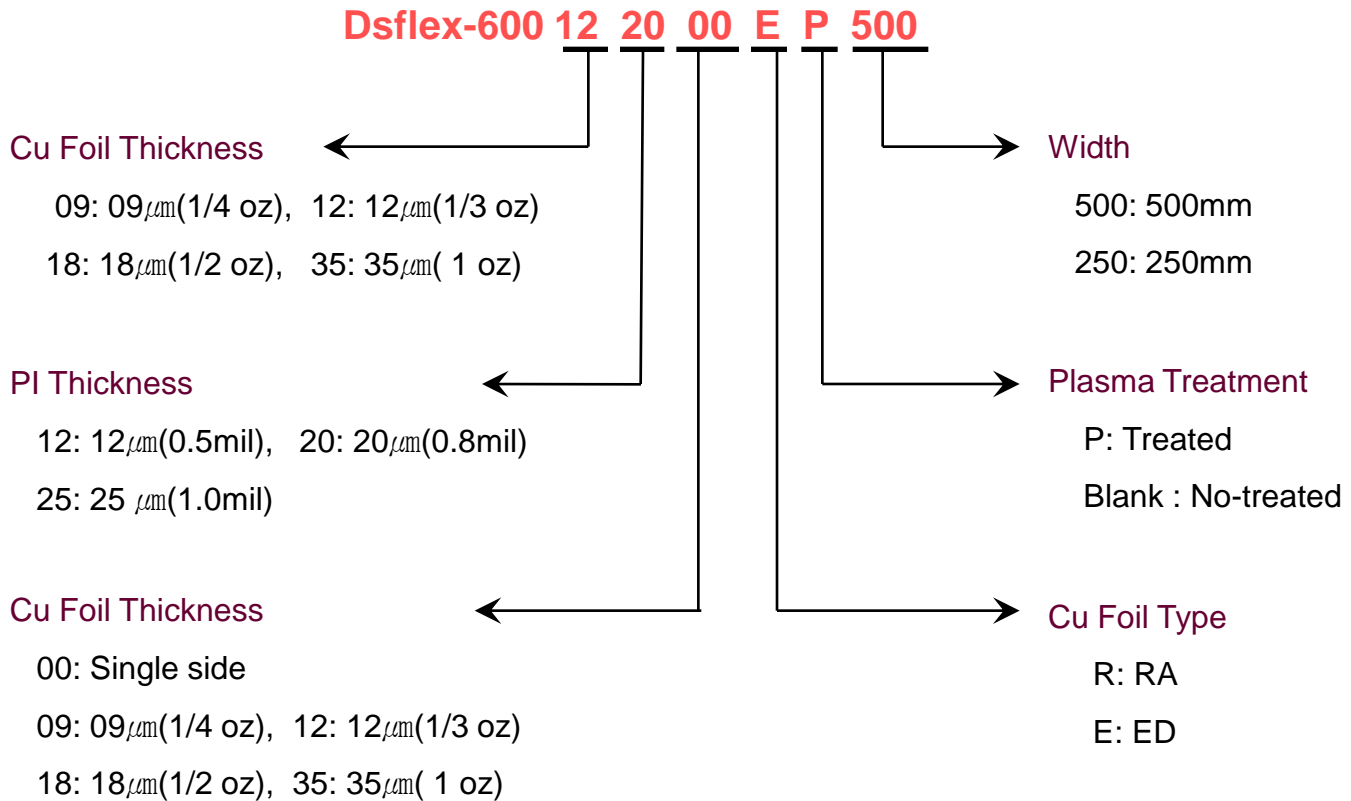 Dsflex-600 12 20 00 E P 500
Cu Foil Thickness
09: 09㎛(1/4 oz), 12: 12㎛(1/3 oz)
18: 18㎛(1/2 oz), 35: 35㎛( 1 oz)
PI Thickness
12: 12㎛(0.5mil), 20: 20㎛(0.8mil)
25: 25 ㎛(1.0mil)
Cu Foil Thickness
00: Single side
09: 09㎛(1/4 oz), 12: 12㎛(1/3 oz)
18: 18㎛(1/2 oz), 35: 35㎛( 1 oz)
Width
500: 500mm
250: 250mm
Plasma Treatment
P: Treated
Blank : No-treated
Cu Foil Type
R: RA
E: ED